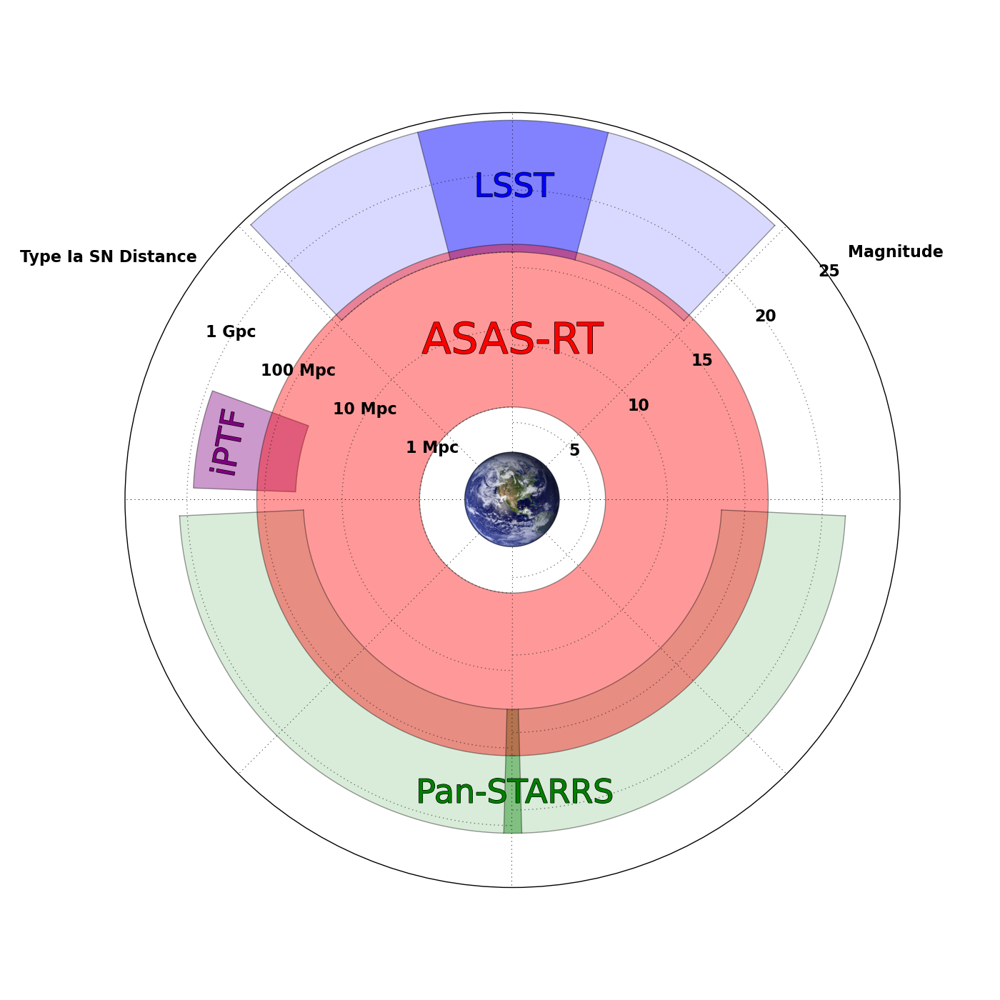 LSST
Type Ia SN Distance
Magnitude
25
20
1 Gpc
ASAS-RT
15
100 Mpc
10 Mpc
10
iPTF
1 Mpc
5
Pan-STARRS